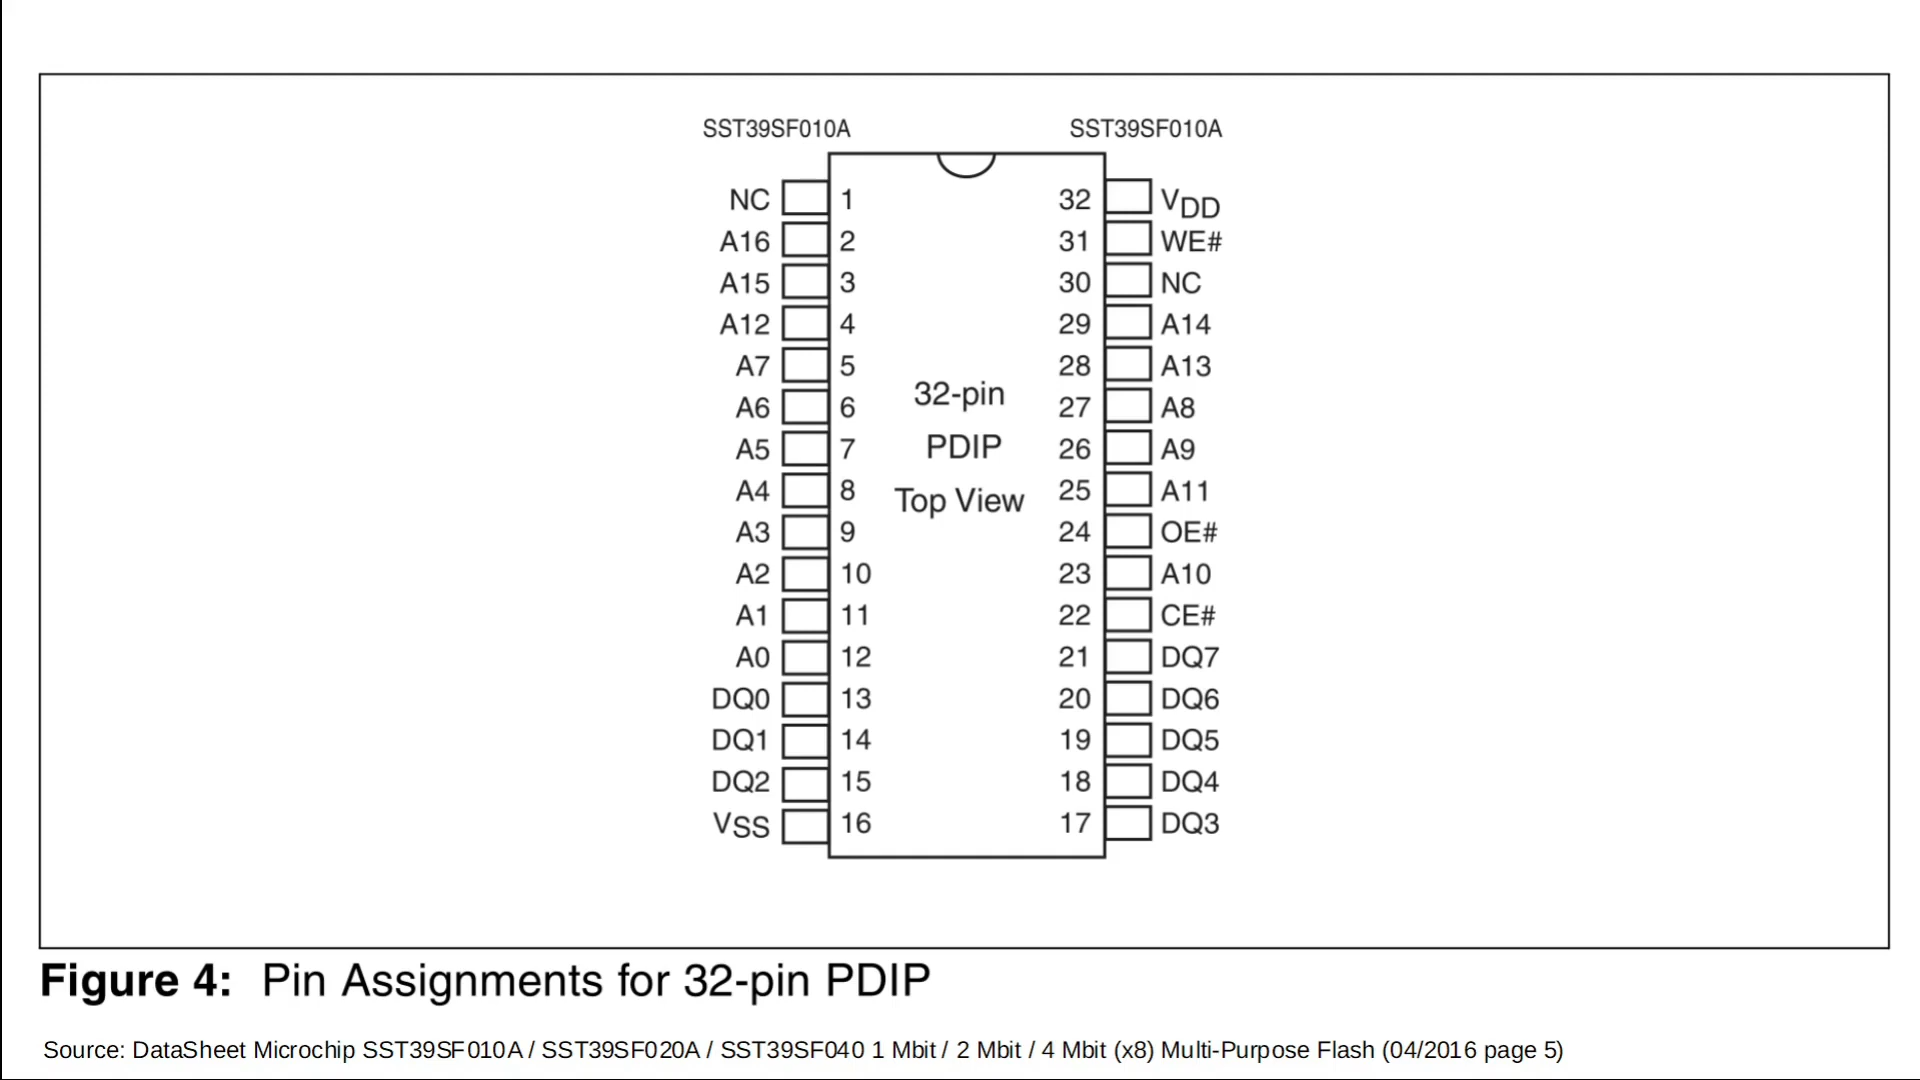 SST39SF010A SST39SF010A
NC 1 32 VDD
A16 2 31 WE#
A15 3 30 NC
A12 4 29 A14
A7 5 28 A13
A6 6 27 A8
A5 7 26 A9
A4 8 25 A11
A3 9 24 OE#
A2 10 23 A10
A1 11 22 CE#
A0 12 21 DQ7
DQ0 13 20 DQ6
DQ1 14 19 DQ5
DQ2 15 18 DQ4
VSS 16 17 DQ3
32-pin
PDIP
Top View
Figure 4: Pin Assignments for 32-pin PDIP
Source: DataSheet Microchip SST39SF010A / SST39SF020A / SST39SF040 1 Mbit / 2 Mbit / 4 Mbit (x8) Multi-Purpose Flash (04/2016 page 5)